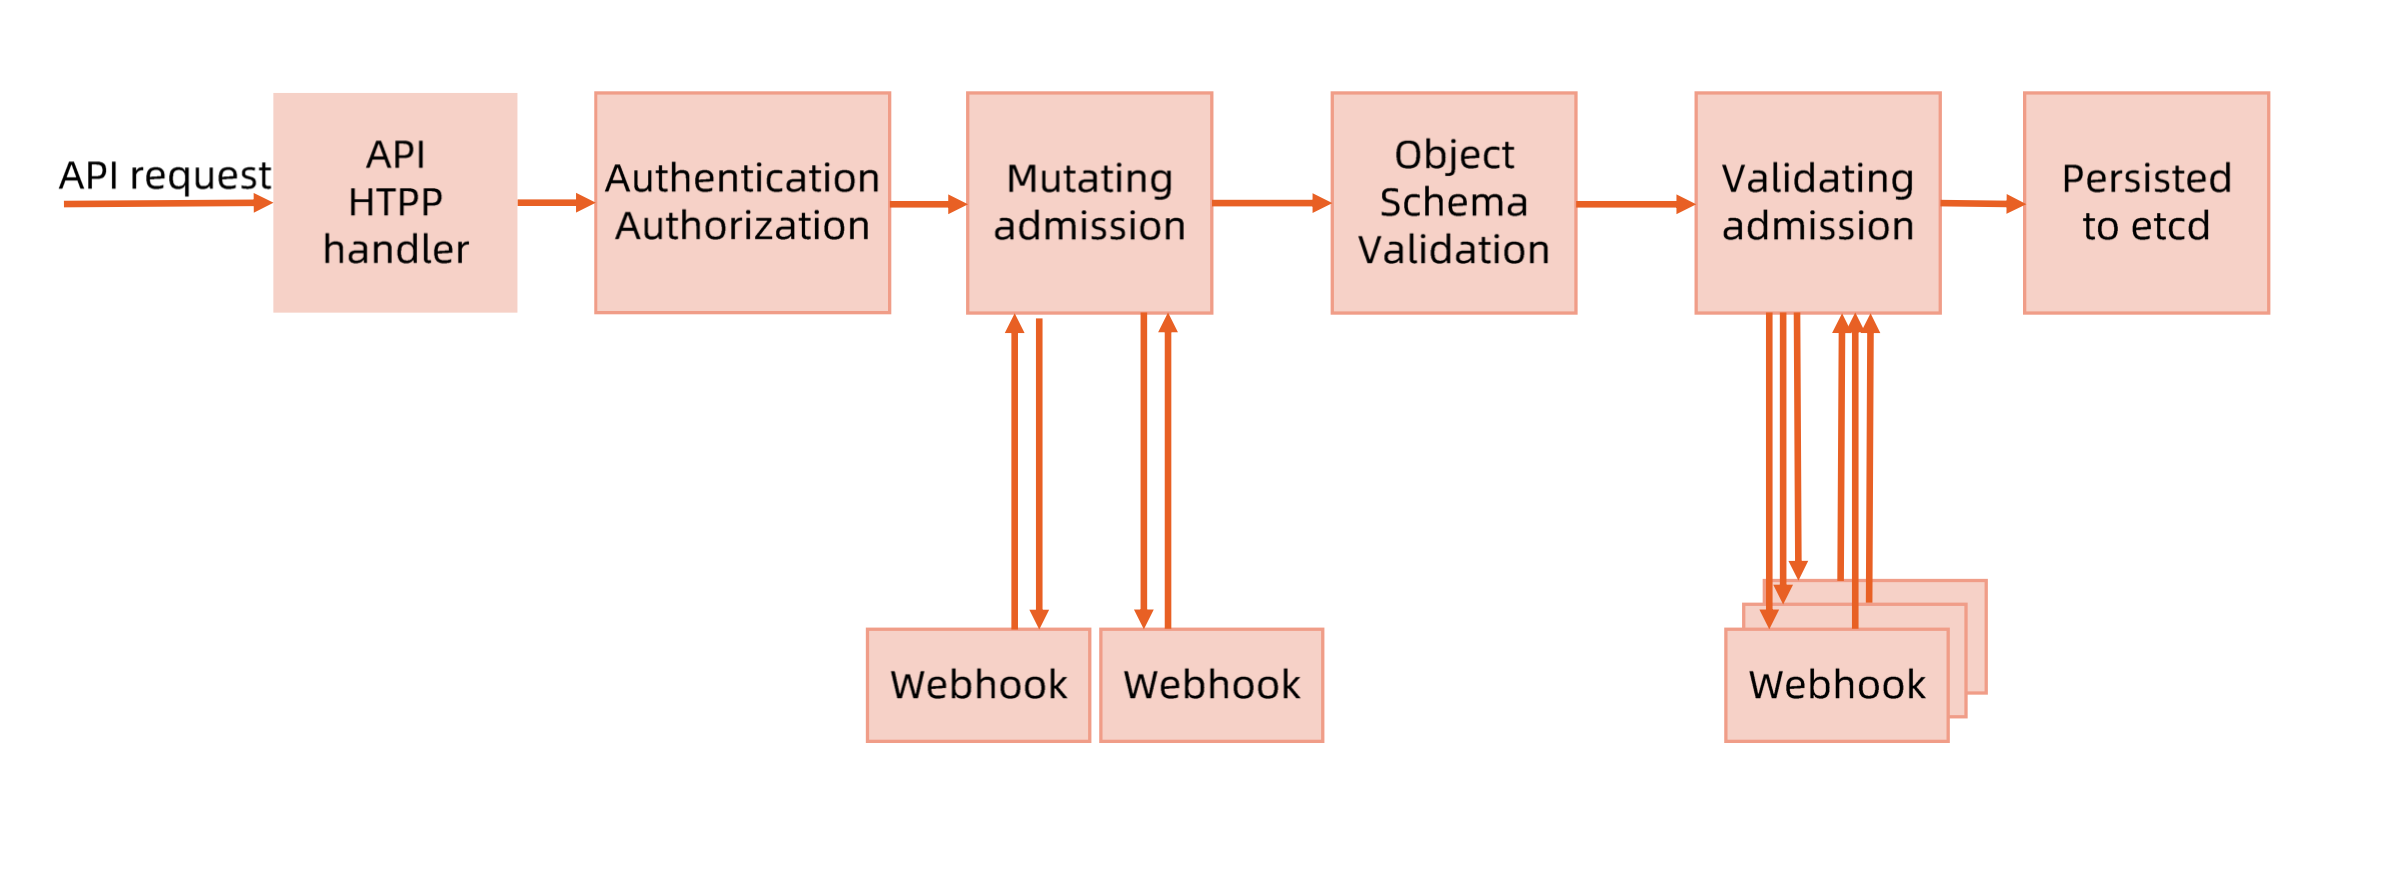 API request
API
HTPP
handler
Authentication
Authorization
Mutating
admission
Object
Schema
Validation
Validating
admission
Persisted
to etcd
Webhook
Webhook
Webhook